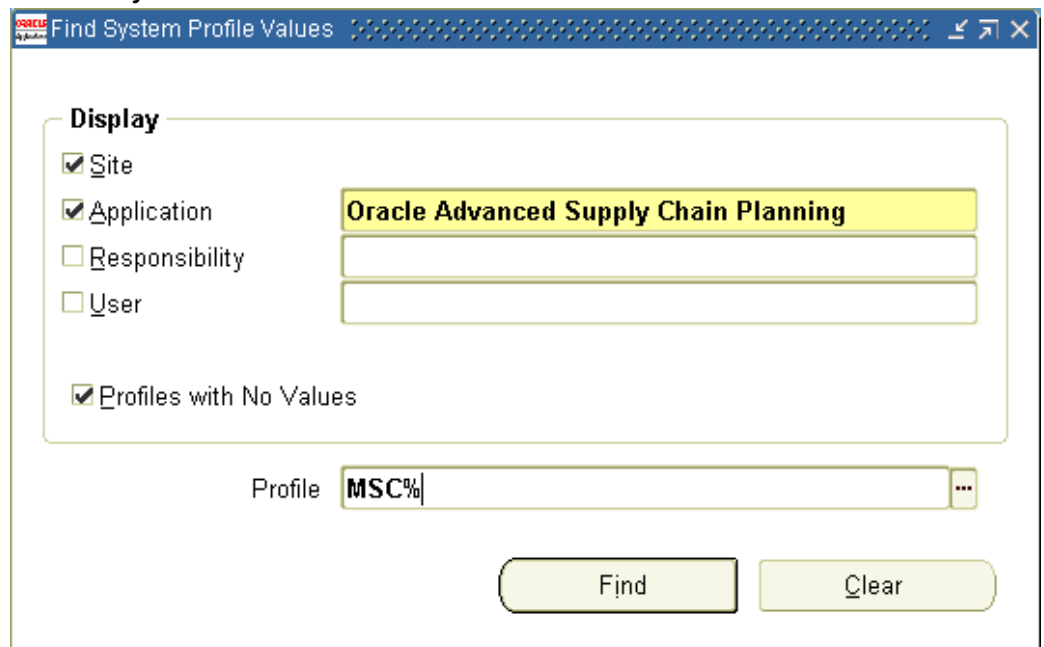 ORACLE
Find System Profile Values
Display
Site
Application Oracle Advanced Supply Chain Planning
Responsibility
User
Profiles with No Values
Profile MSC% ...
Find Clear